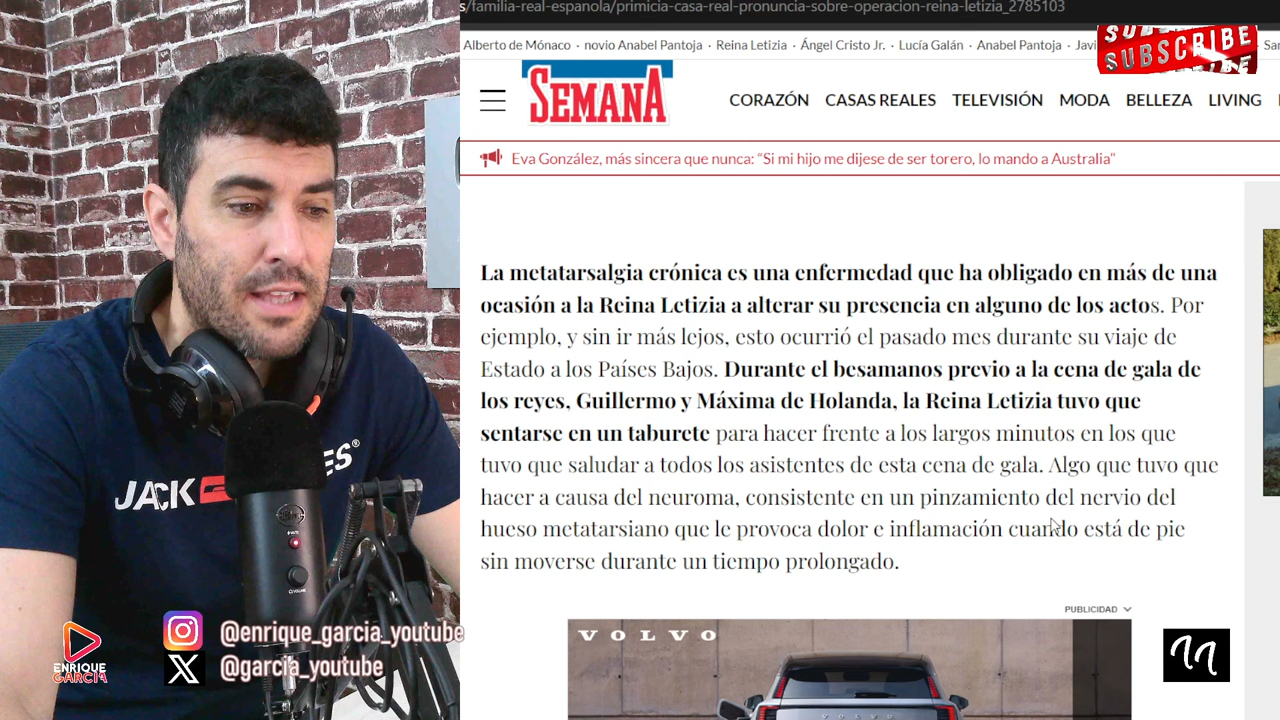 s/familia-real-espanola/primicia-casa-real-pronuncia-sobre-operacion-reina-letizia_2785103
Alberto de Mónaco · novio Anabel Pantoja · Reina Letizia · Ángel Cristo Jr. · Lucía Galán · Anabel Pantoja · Javi
SUBSCRIBE
SEMANA
CORAZÓN CASAS REALES TELEVISIÓN MODA BELLEZA LIVING
Eva González, más sincera que nunca: “Si mi hijo me dijese de ser torero, lo mando a Australia”
La metatarsalgia crónica es una enfermedad que ha obligado en más de una
ocasión a la Reina Letizia a alterar su presencia en alguno de los actos. Por
ejemplo, y sin ir más lejos, esto ocurrió el pasado mes durante su viaje de
Estado a los Países Bajos. Durante el besamanos previo a la cena de gala de
los reyes, Guillermo y Máxima de Holanda, la Reina Letizia tuvo que
sentarse en un taburete para hacer frente a los largos minutos en los que
tuvo que saludar a todos los asistentes de esta cena de gala. Algo que tuvo que
hacer a causa del neuroma, consistente en un pinzamiento del nervio del
hueso metatarsiano que le provoca dolor e inflamación cuando está de pie
sin moverse durante un tiempo prolongado.
PUBLICIDAD
VOLVO
JACK
ES®
@enrique_garcia_youtube
@garcia_youtube
ENRIQUE
GARCIA